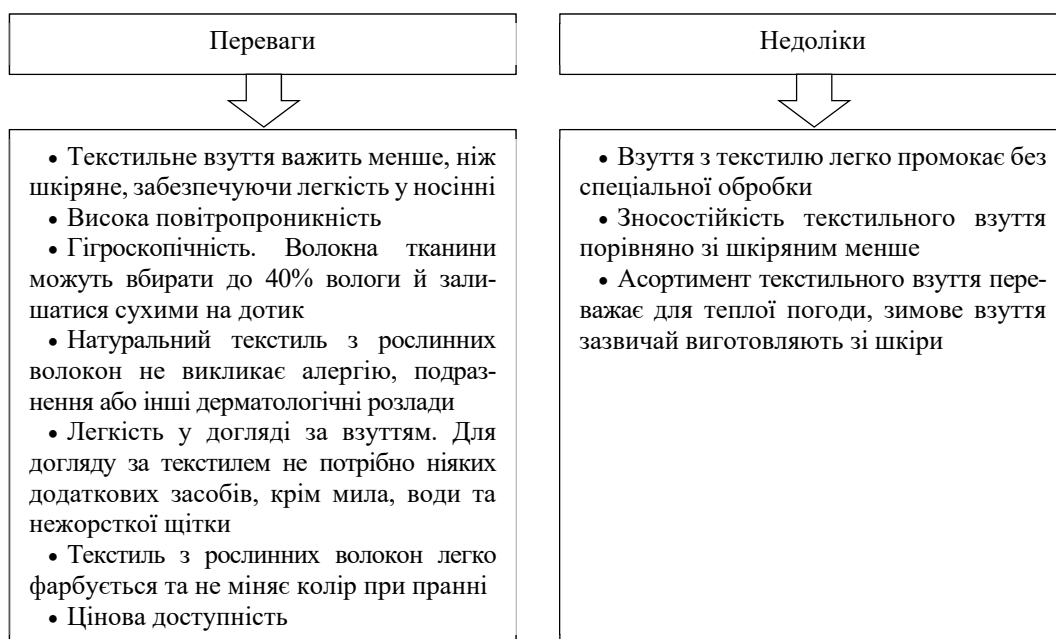 Переваги
• Текстильне взуття важить менше, ніж
шкіряне, забезпечуючи легкість у носінні
• Висока повітропроникність
• Гігроскопічність. Волокна тканини
можуть вбирати до 40% вологи й зали-
шатися сухими на дотик
• Натуральний текстиль з рослинних
волокон не викликає алергію, подраз-
нення або інші дерматологічні розлади
• Легкість у догляді за взуттям. Для
догляду за текстилем не потрібно ніяких
додаткових засобів, крім мила, води та
нежорсткої щітки
• Текстиль з рослинних волокон легко
фарбується та не міняє колір при пранні
• Цінова доступність
Недоліки
• Взуття з текстилю легко промокає без
спеціальної обробки
• Зносостійкість текстильного взуття
порівняно зі шкіряним менше
• Асортимент текстильного взуття пере-
важає для теплої погоди, зимове взуття
зазвичай виготовляють зі шкіри